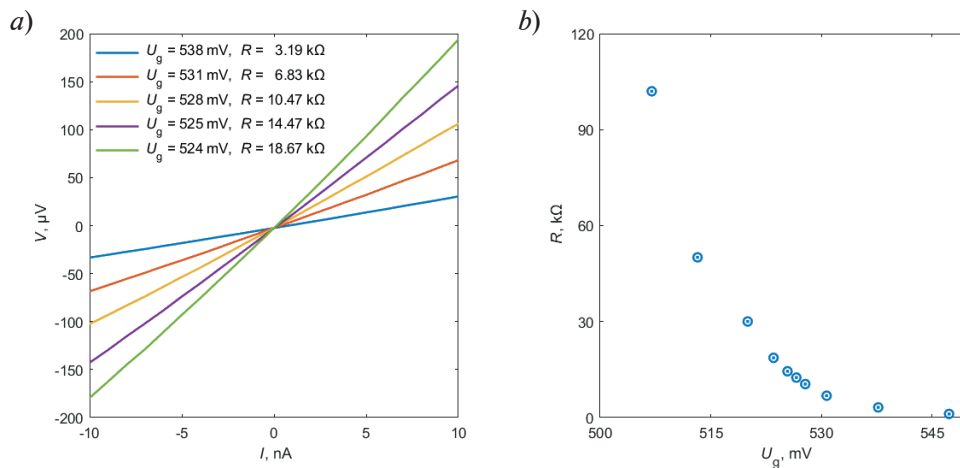 a)
200
150
100
50
0
-50
-100
-150
-200
V, µV
U_g = 538 mV, R = 3.19 kΩ
U_g = 531 mV, R = 6.83 kΩ
U_g = 528 mV, R = 10.47 kΩ
U_g = 525 mV, R = 14.47 kΩ
U_g = 524 mV, R = 18.67 kΩ
-10 -5 0 5 10
I, nA
b)
120
90
60
30
0
R, kΩ
500 515 530 545
U_g, mV